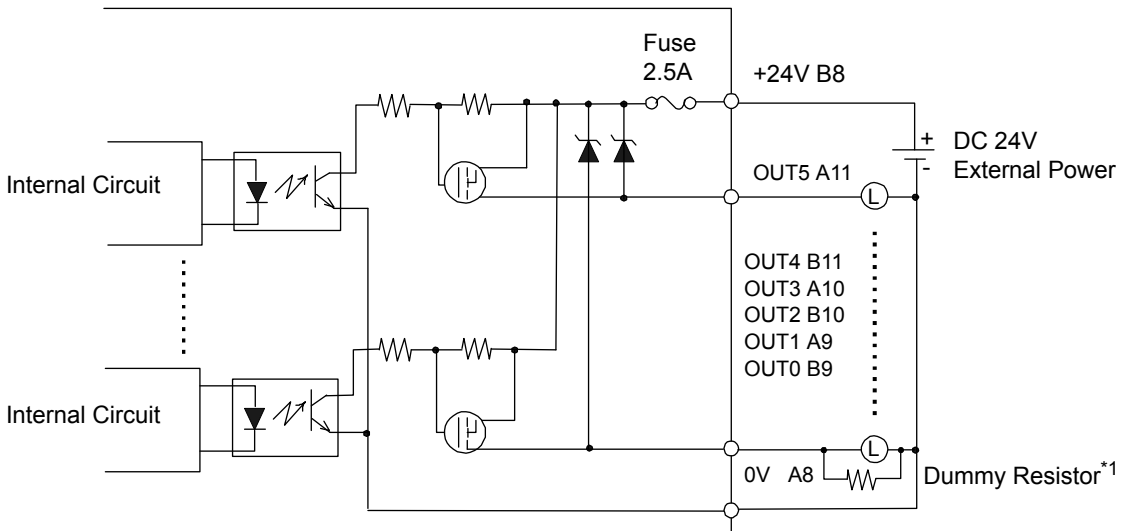 Fuse
2.5A
+24V B8
+
DC 24V
-
External Power
Internal Circuit
OUT5 A11
L
OUT4 B11
OUT3 A10
OUT2 B10
OUT1 A9
OUT0 B9
Internal Circuit
L
0V A8
Dummy Resistor*1